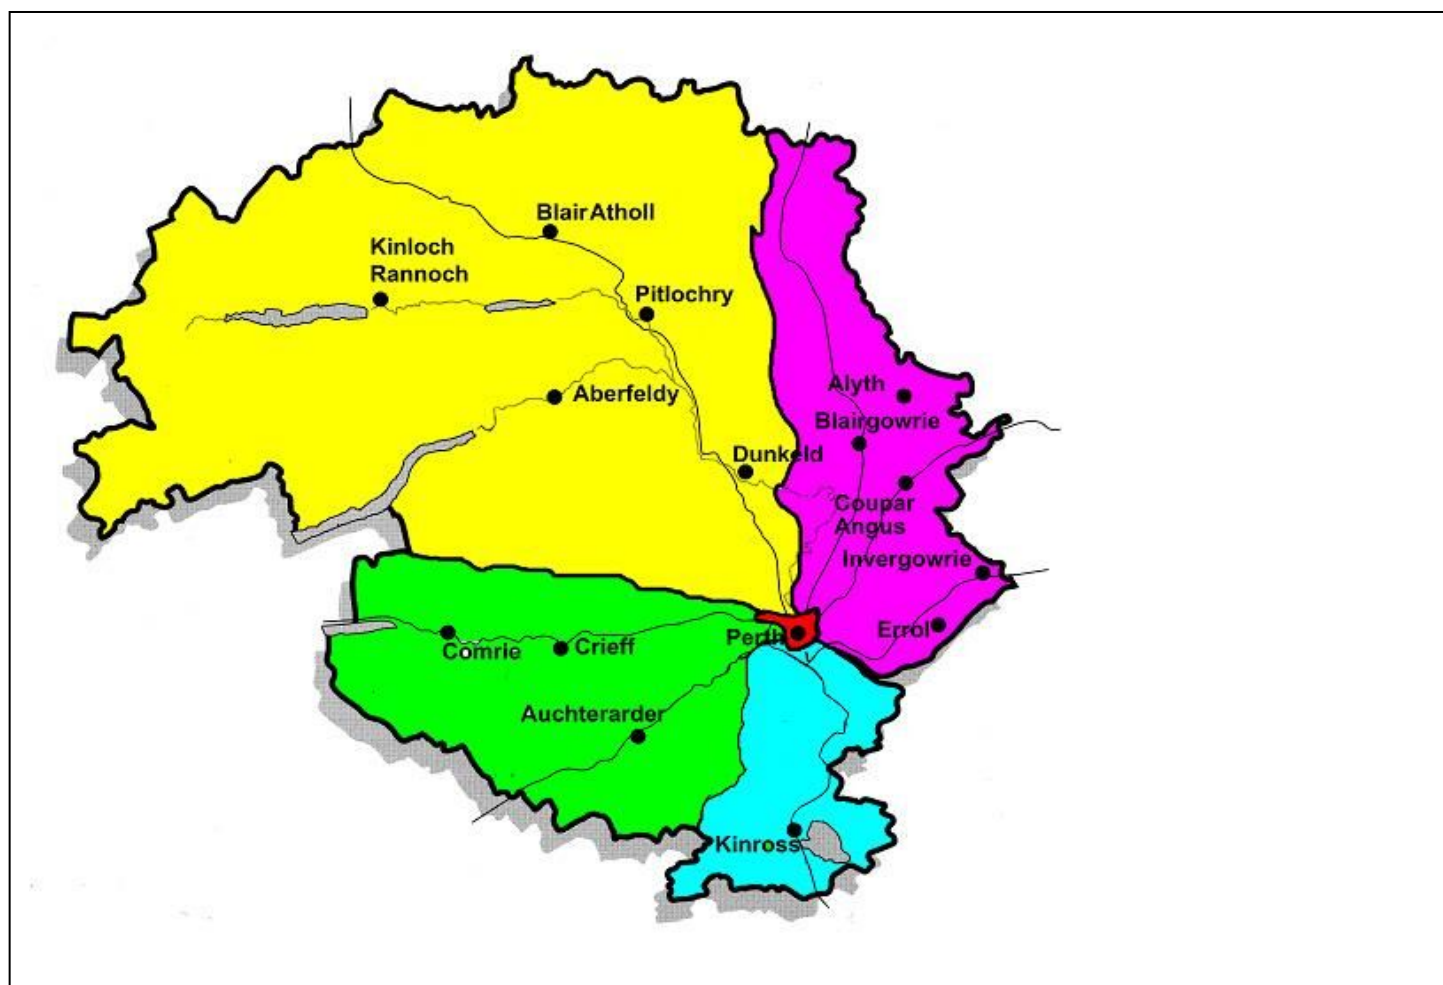 Blair Atholl
Kinloch
Rannoch
Pitlochry
Aberfeldy
Alyth
Blairgowrie
Dunkeld
Coupar
Angus
Invergowrie
Errol
Perth
Comrie
Crieff
Auchterarder
Kinross